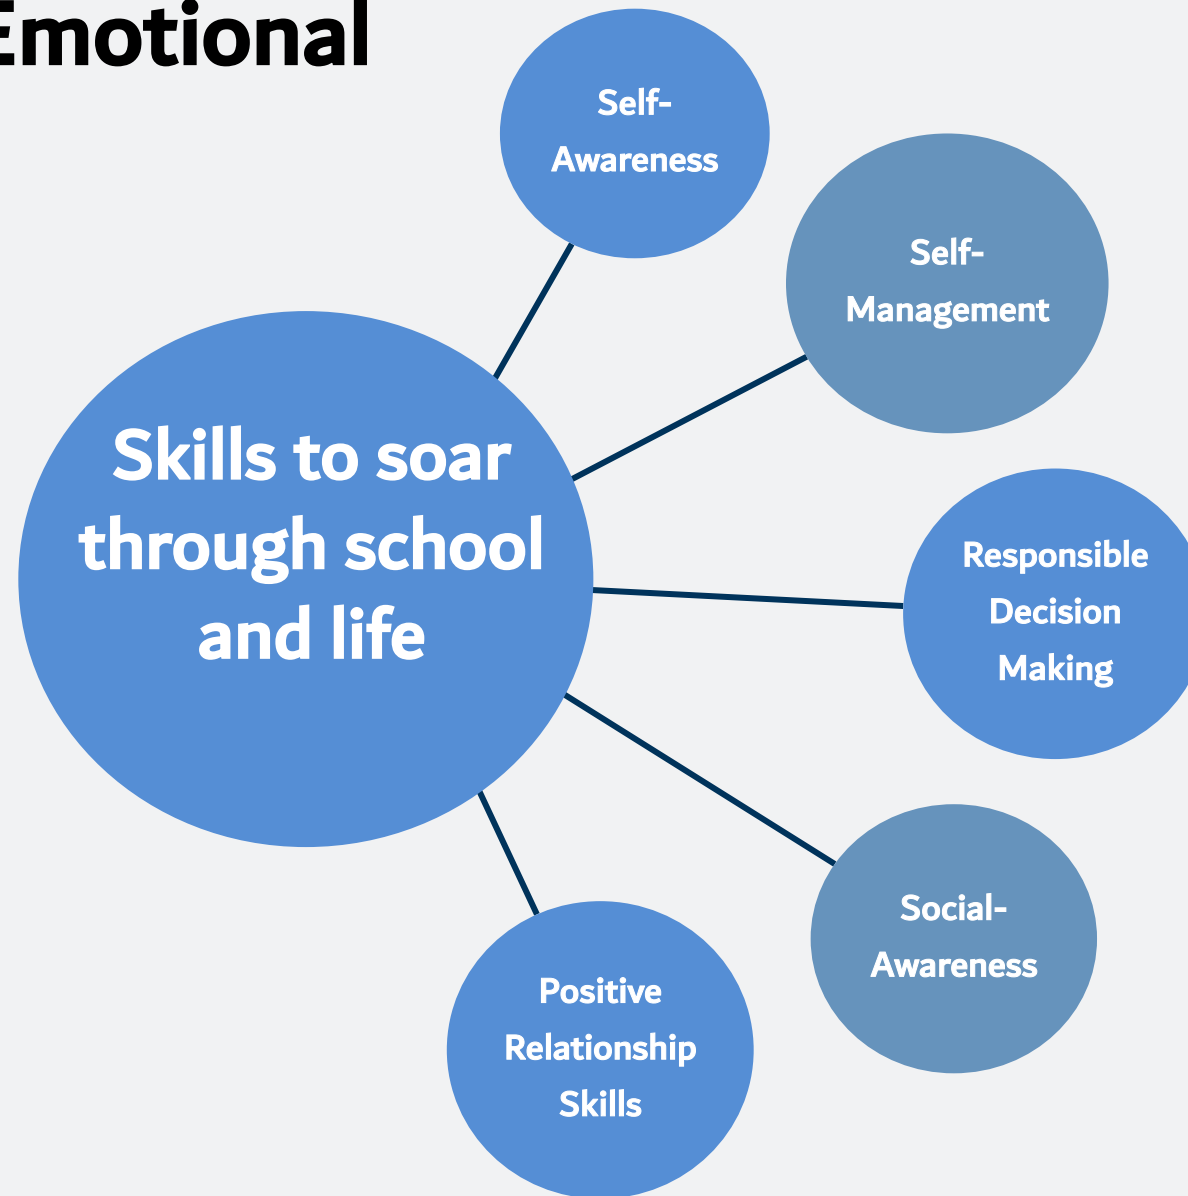 Emotional
Self-
Awareness
Self-
Management
Skills to soar
through school
and life
Responsible
Decision
Making
Social-
Awareness
Positive
Relationship
Skills